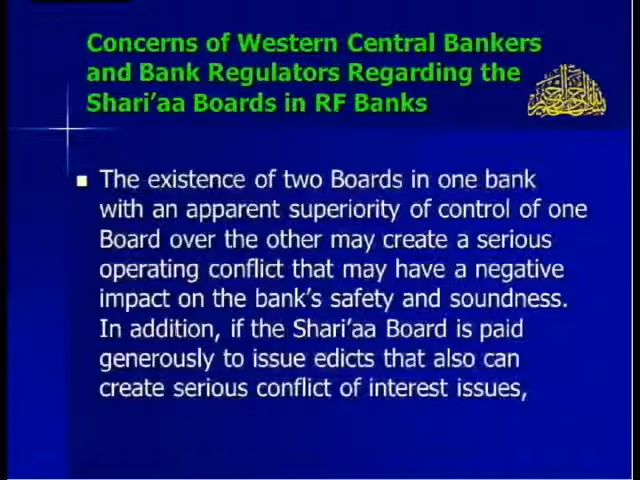 Concerns of Western Central Bankers
and Bank Regulators Regarding the
Shari'aa Boards in RF Banks
The existence of two Boards in one bank
with an apparent superiority of control of one
Board over the other may create a serious
operating conflict that may have a negative
impact on the bank's safety and soundness.
In addition, if the Shari'aa Board is paid
generously to issue edicts that also can
create serious conflict of interest issues,